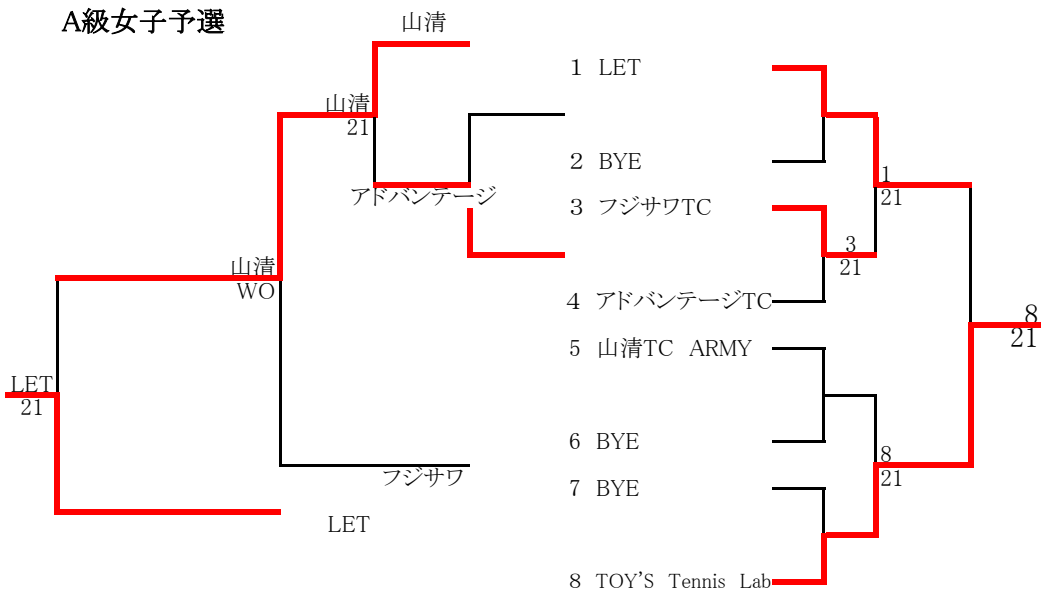 A級女子予選
山清
1 LET
山清
21
2 BYE
1
21
アドバンテージ
3 フジサワTC
3
21
山清
WO
4 アドバンテージTC
8
21
5 山清TC ARMY
LET
21
6 BYE
8
21
フジサワ
7 BYE
LET
8 TOY'S Tennis Lab